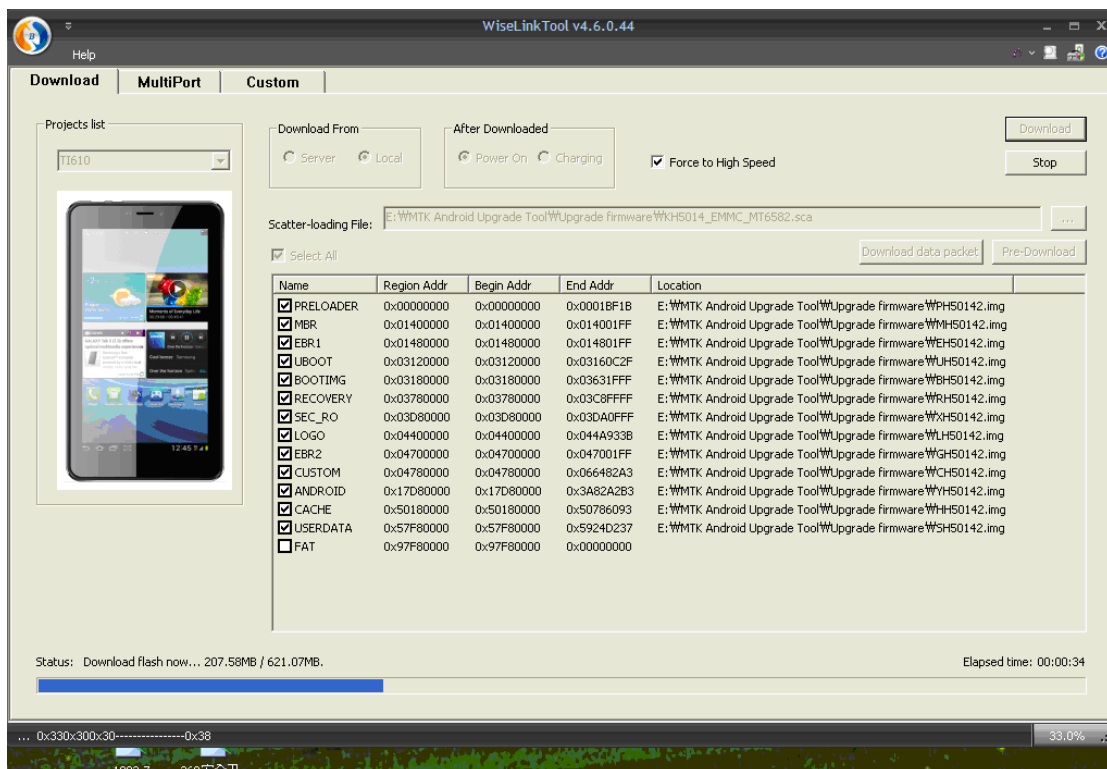 WiseLinkTool v4.6.0.44
Help
Download MultiPort Custom
Projects list
TI610
Download From
Server Local
After Downloaded
Power On Charging
Force to High Speed
Download
Stop
Scatter-loading File: E:₩MTK Android Upgrade Tool₩Upgrade firmware₩KH5014_EMMC_MT6582.sca ...
Select All
Download data packet Pre-Download
Name Region Addr Begin Addr End Addr Location
PRELOADER 0x00000000 0x00000000 0x0001BF1B E:₩MTK Android Upgrade Tool₩Upgrade firmware₩PH50142.img
MBR 0x01400000 0x01400000 0x014001FF E:₩MTK Android Upgrade Tool₩Upgrade firmware₩MH50142.img
EBR1 0x01480000 0x01480000 0x014801FF E:₩MTK Android Upgrade Tool₩Upgrade firmware₩EH50142.img
UBOOT 0x03120000 0x03120000 0x03160C2F E:₩MTK Android Upgrade Tool₩Upgrade firmware₩UH50142.img
BOOTIMG 0x03180000 0x03180000 0x03631FFF E:₩MTK Android Upgrade Tool₩Upgrade firmware₩BH50142.img
RECOVERY 0x03780000 0x03780000 0x03C8FFFF E:₩MTK Android Upgrade Tool₩Upgrade firmware₩RH50142.img
SEC_RO 0x03D80000 0x03D80000 0x03DA0FFF E:₩MTK Android Upgrade Tool₩Upgrade firmware₩XH50142.img
LOGO 0x04400000 0x04400000 0x044A933B E:₩MTK Android Upgrade Tool₩Upgrade firmware₩LH50142.img
EBR2 0x04700000 0x04700000 0x047001FF E:₩MTK Android Upgrade Tool₩Upgrade firmware₩GH50142.img
CUSTOM 0x04780000 0x04780000 0x066482A3 E:₩MTK Android Upgrade Tool₩Upgrade firmware₩CH50142.img
ANDROID 0x17D80000 0x17D80000 0x3A82A2B3 E:₩MTK Android Upgrade Tool₩Upgrade firmware₩YH50142.img
CACHE 0x50180000 0x50180000 0x50786093 E:₩MTK Android Upgrade Tool₩Upgrade firmware₩HH50142.img
USERDATA 0x57F80000 0x57F80000 0x5924D237 E:₩MTK Android Upgrade Tool₩Upgrade firmware₩SH50142.img
FAT 0x97F80000 0x97F80000 0x00000000
12:45
Status: Download flash now... 207.58MB / 621.07MB.
Elapsed time: 00:00:34
... 0x330x300x30----------------0x38
33.0%